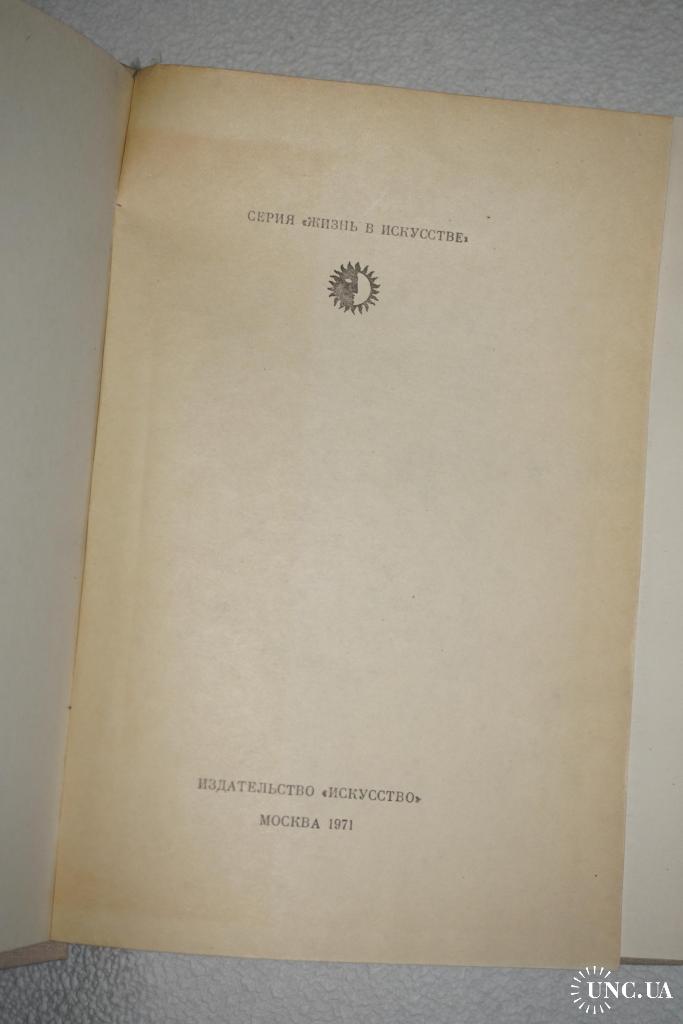 СЕРИЯ «ЖИЗНЬ В ИСКУССТВЕ»
ИЗДАТЕЛЬСТВО «ИСКУССТВО»
МОСКВА 1971
UNC.UA